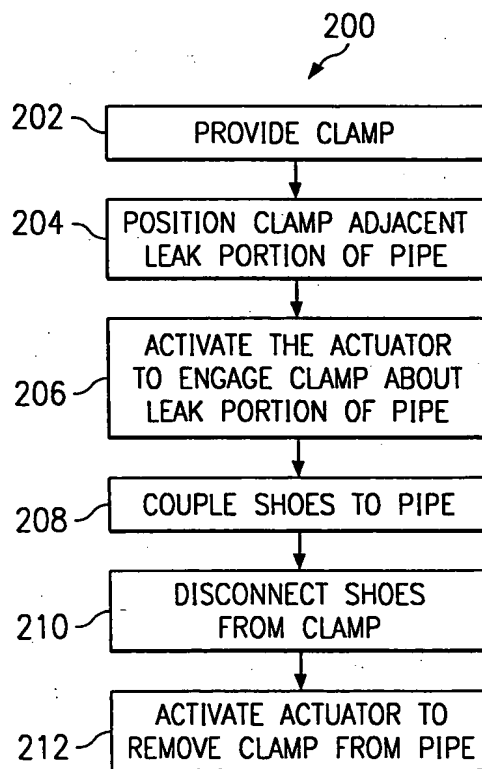 200
202
PROVIDE CLAMP
204
POSITION CLAMP ADJACENT
LEAK PORTION OF PIPE
206
ACTIVATE THE ACTUATOR
TO ENGAGE CLAMP ABOUT
LEAK PORTION OF PIPE
208
COUPLE SHOES TO PIPE
210
DISCONNECT SHOES
FROM CLAMP
212
ACTIVATE ACTUATOR TO
REMOVE CLAMP FROM PIPE